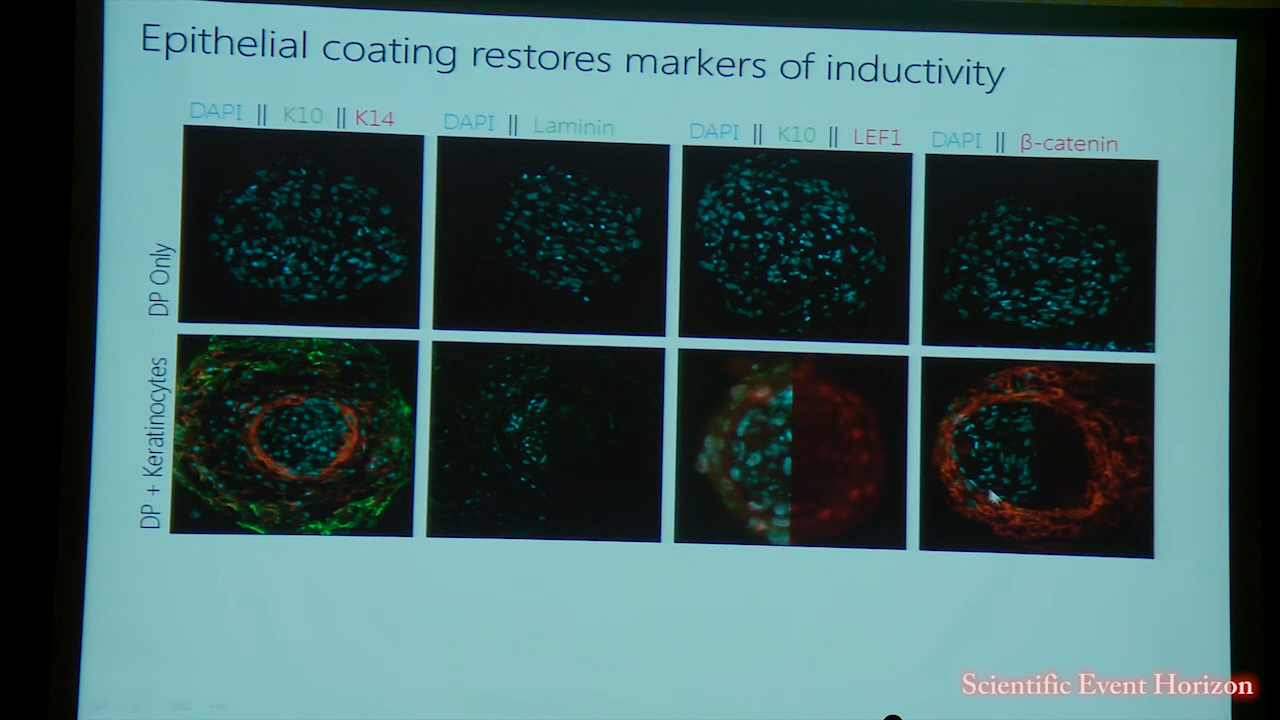 Epithelial coating restores markers of inductivity
DAPI || K10 || K14
DAPI || Laminin
DAPI || K10 || LEF1
DAPI || β-catenin
DP Only
DP + Keratinocytes
Scientific Event Horizon